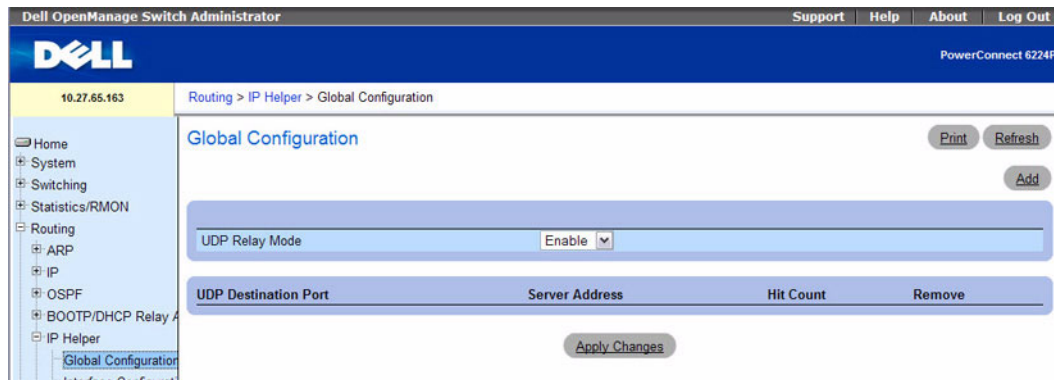 Dell OpenManage Switch Administrator
Support Help About Log Out
DELL
PowerConnect 6224P
10.27.65.163
Routing > IP Helper > Global Configuration
Home
System
Switching
Statistics/RMON
Routing
ARP
IP
OSPF
BOOTP/DHCP Relay A
IP Helper
Global Configuration
Global Configuration
Print Refresh
Add
UDP Relay Mode Enable
UDP Destination Port Server Address Hit Count Remove
Apply Changes